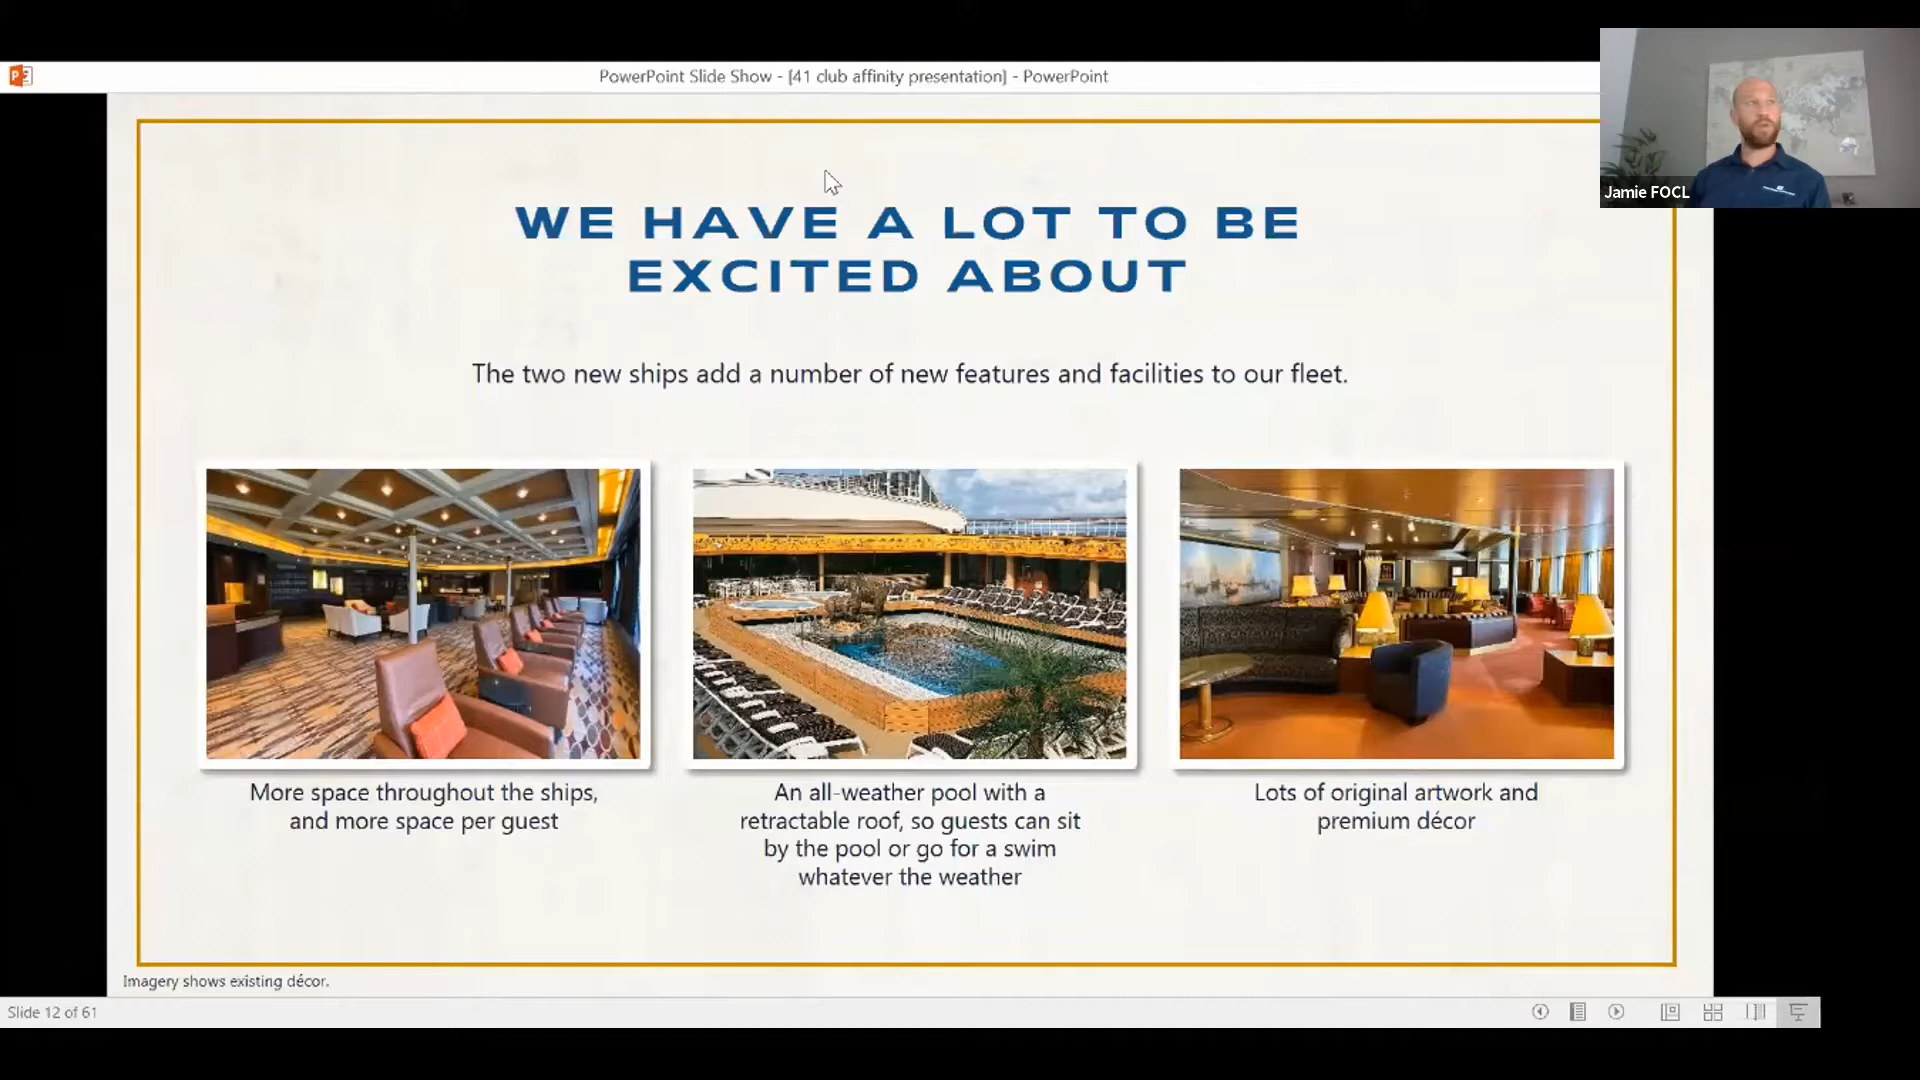 PowerPoint Slide Show - [41 club affinity presentation] - PowerPoint
Jamie FOCL
WE HAVE A LOT TO BE
EXCITED ABOUT
The two new ships add a number of new features and facilities to our fleet.
More space throughout the ships,
and more space per guest
An all-weather pool with a
retractable roof, so guests can sit
by the pool or go for a swim
whatever the weather
Lots of original artwork and
premium décor
Imagery shows existing décor.
Slide 12 of 61